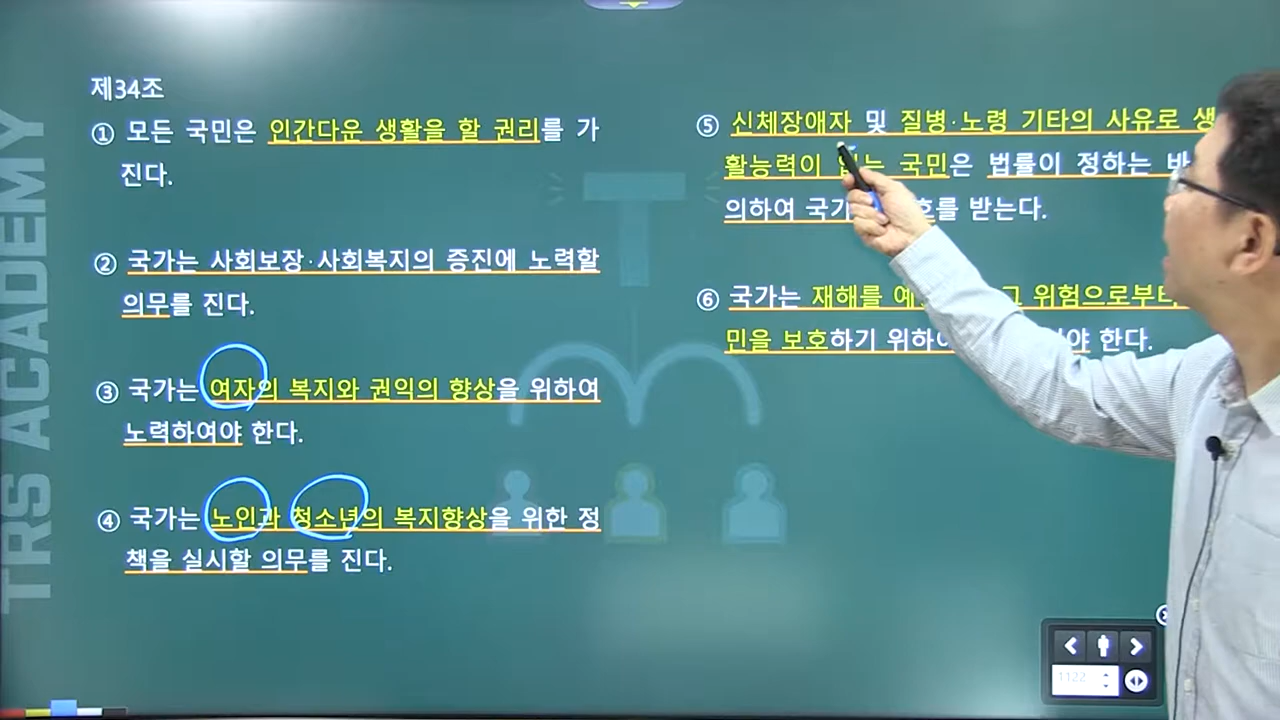 TRS ACADEMY
제34조
① 모든 국민은 인간다운 생활을 할 권리를 가
진다.
② 국가는 사회보장·사회복지의 증진에 노력할
의무를 진다.
③ 국가는 여자의 복지와 권익의 향상을 위하여
노력하여야 한다.
④ 국가는 노인과 청소년의 복지향상을 위한 정
책을 실시할 의무를 진다.
⑤ 신체장애자 및 질병·노령 기타의 사유로 생
활능력이 없는 국민은 법률이 정하는 바
의하여 받는다.
⑥ 국가는 재해를 그 위험으로부터
민을 보호하기 한다.
1122